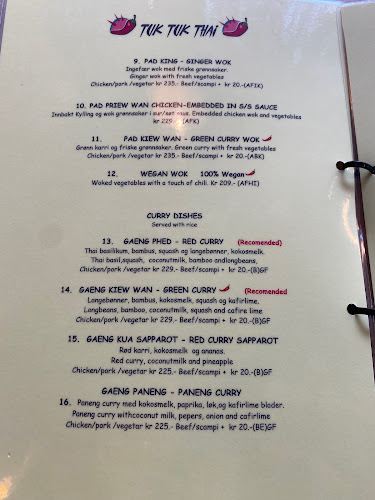 TUK TUK THAI
9. PAD KING - GINGER WOK
Ingefær wok med friske grønnsaker.
Ginger wok with fresh vegetables
Chicken/pork /vegetar kr 235.- Beef/scampi + kr 20.-(AFIK)
10. PAD PRIEW WAN CHICKEN-EMBEDDED IN S/S SAUCE
Innbakt Kylling og wok grønnsaker i sur/søt saus. Embedded chicken wok and vegetables
kr 229.- (AFK)
11. PAD KIEW WAN - GREEN CURRY WOK
Grønn karri og friske grønnsaker. Green curry with fresh vegetables
Chicken/pork /vegetar kr 235.- Beef/scampi + kr 20.-(ABK)
12. WEGAN WOK 100% Wegan
Woked vegetables with a touch of chili. Kr 209.- (AFHI)
CURRY DISHES
Served with rice
13. GAENG PHED - RED CURRY (Recomended)
Thai basilikum, bambus, squash og langebønner, kokosmelk.
Thai basil,squash, coconutmilk, bamboo andlongbeans,
Chicken/pork /vegetar kr 229.- Beef/scampi + kr 20.-(B)GF
14. GAENG KIEW WAN - GREEN CURRY (Recomended
Langebønner, bambus, kokosmelk, squash og kafirlime.
Longbeans, bamboo, coconutmilk, squash and cafire lime
Chicken/pork /vegetar kr 229.- Beef/scampi + kr 20.-(B)GF
15. GAENG KUA SAPPAROT - RED CURRY SAPPAROT
Rød karri, kokosmelk og ananas.
Red curry, coconutmilk and pineapple
Chicken/pork /vegetar kr 225.- Beef/scampi + kr 20.-(B)GF
GAENG PANENG - PANENG CURRY
16. Paneng curry med kokosmelk, paprika, løk,og kafirlime blader.
Paneng curry withcoconut milk, pepers, onion and cafirlime
Chicken/pork /vegetar kr 225.- Beef/scampi + kr 20.-(BE)GF